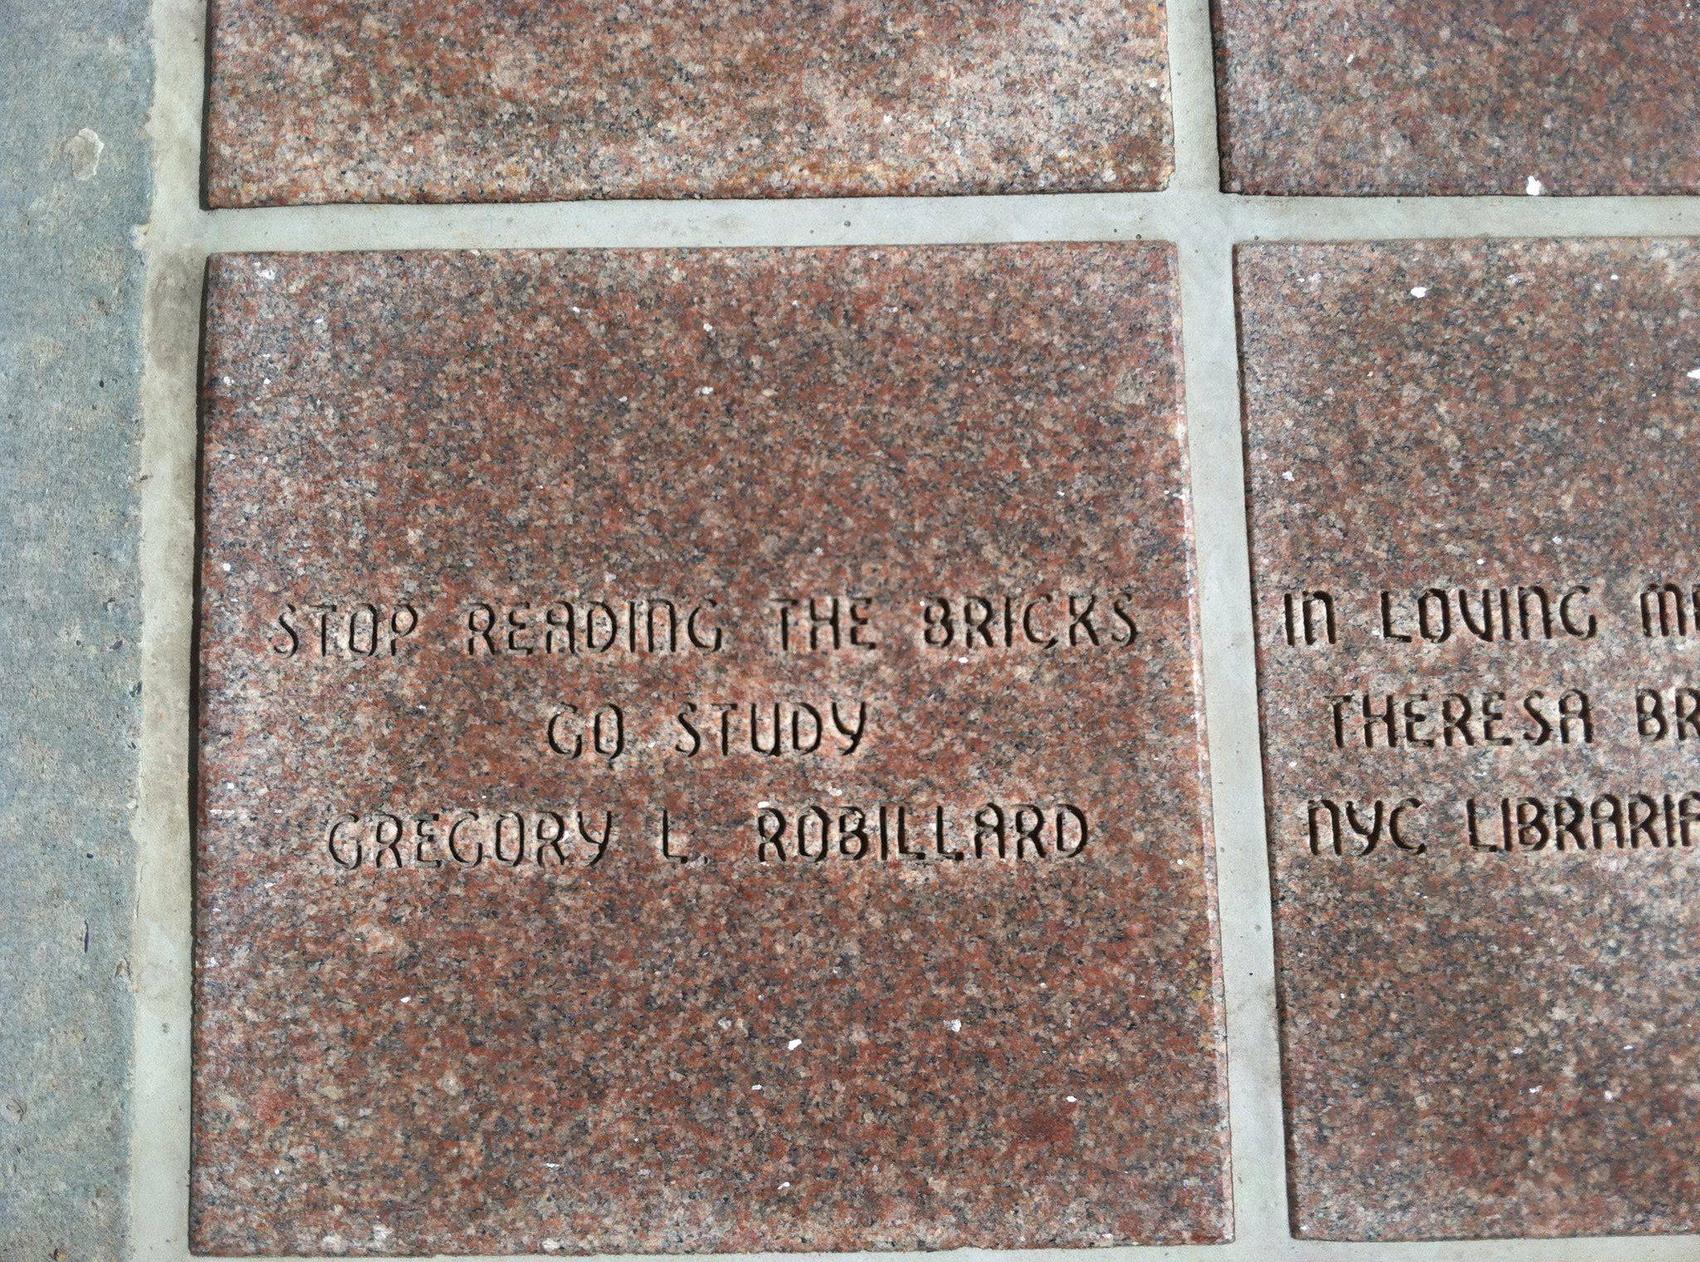 STOP READING THE BRICKS
GO STUDY
GREGORY L. ROBILLARD
IN LOVING
THERESA
NYC